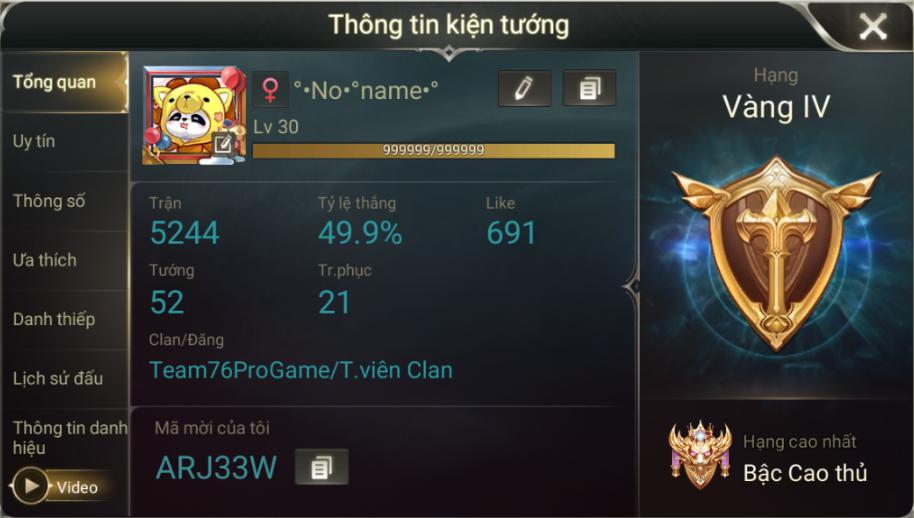 Thông tin kiện tướng
Tổng quan
Uy tín
Thông số
Ưa thích
Danh thiếp
Lịch sử đấu
Thông tin danh hiệu
Video
°•No•°name•°
Lv 30
999999/999999
Trận
Tỷ lệ thắng
Like
5244
49.9%
691
Tướng
Tr.phục
52
21
Clan/Đăng
Team76ProGame/T.viên Clan
Mã mời của tôi
ARJ33W
Hạng
Vàng IV
Hạng cao nhất
Bậc Cao thủ